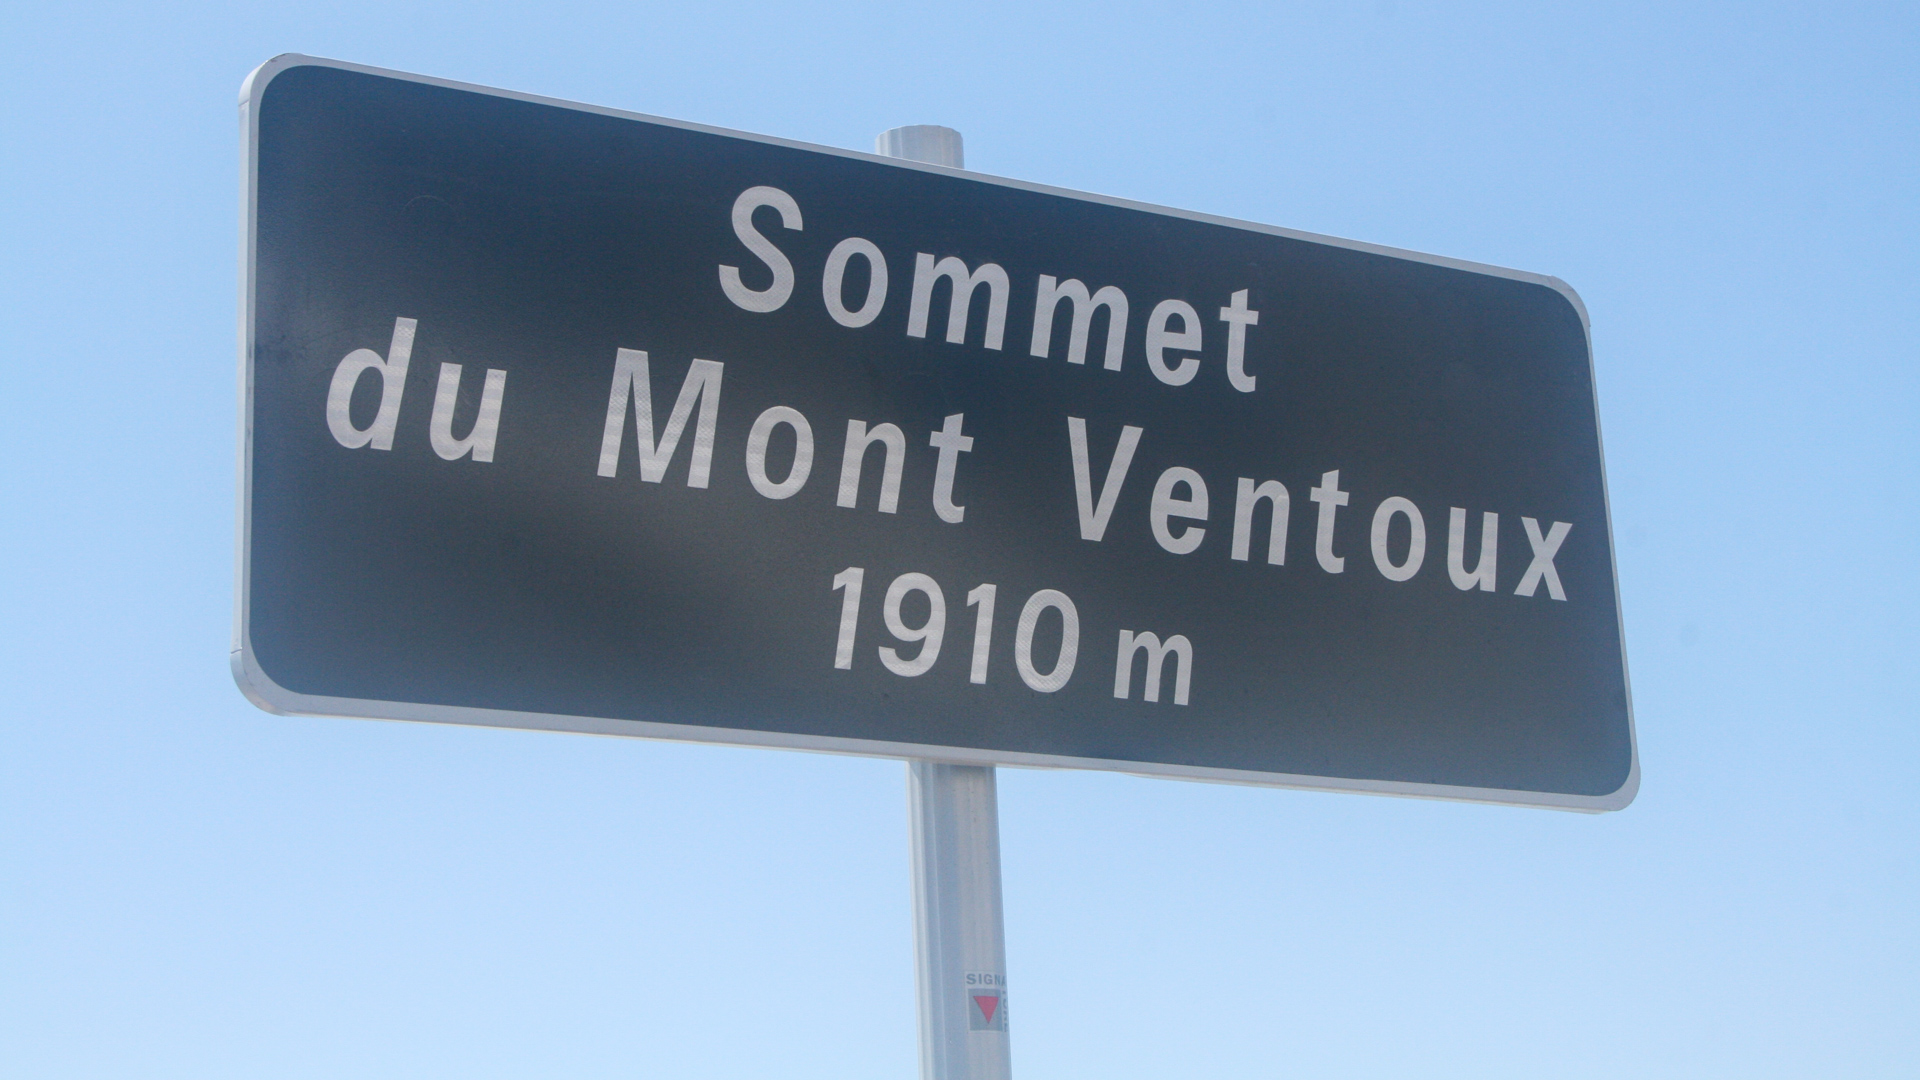 Sommet
du Mont Ventoux
1910 m